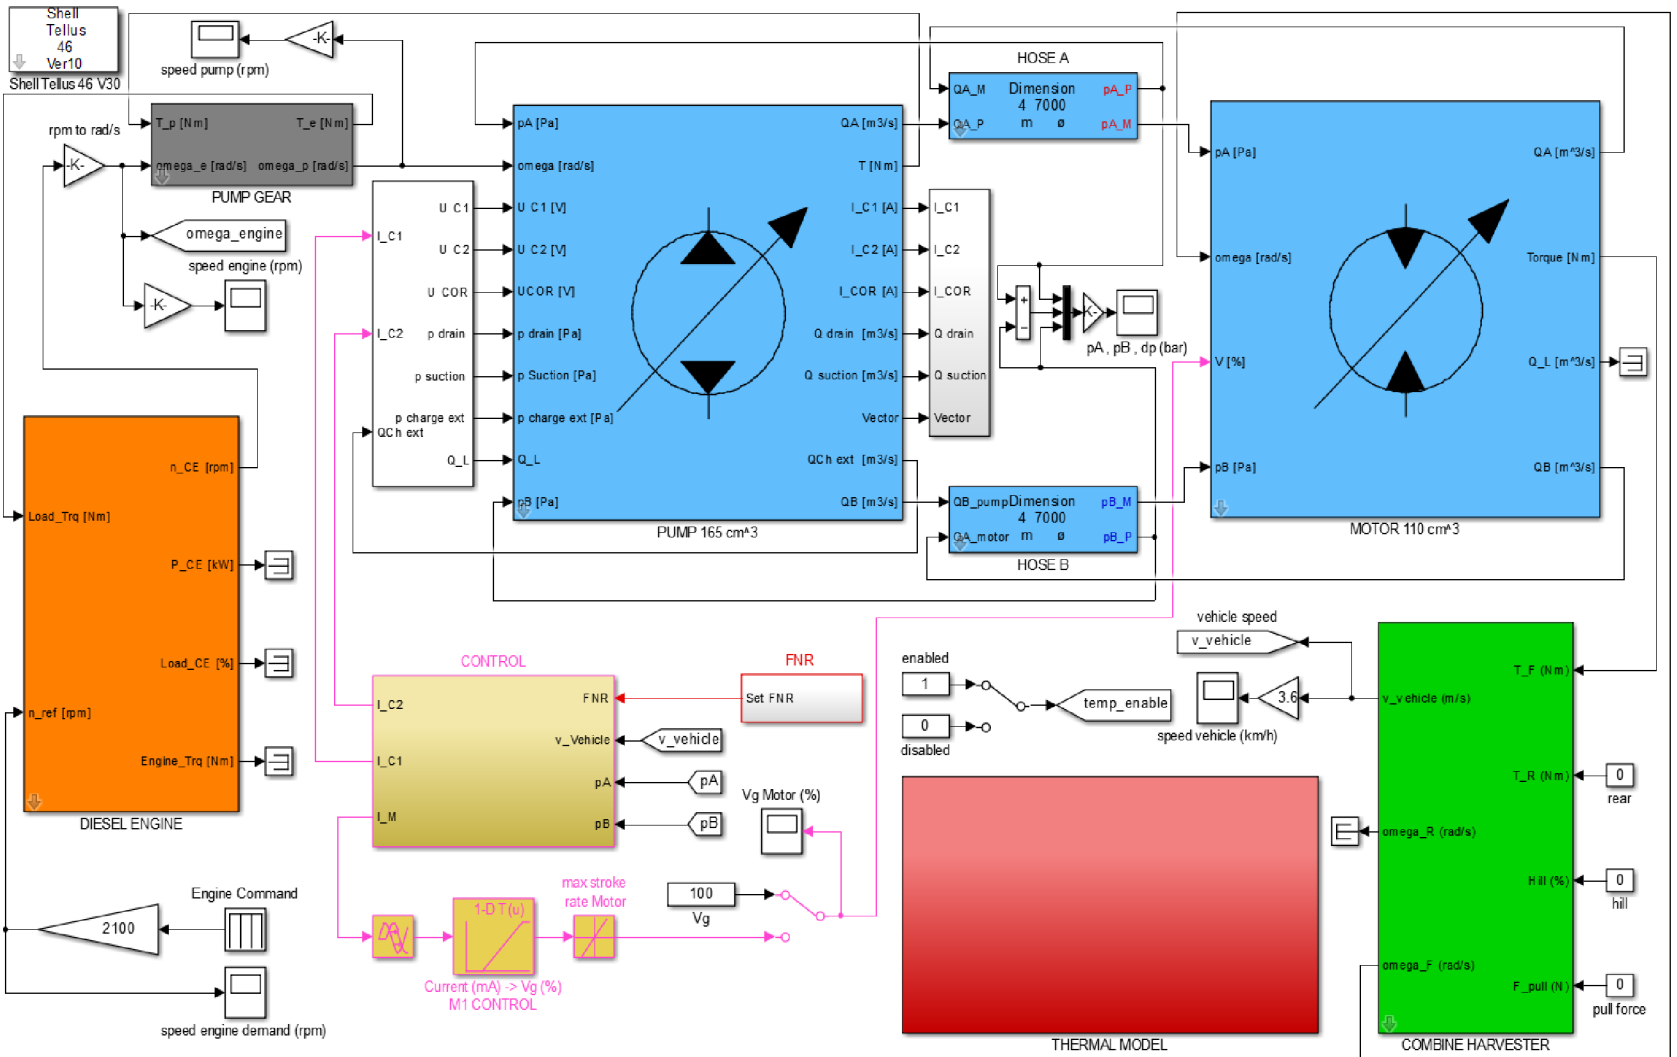 Shell
Tellus
46
Ver10
Shell Tellus 46 V30
-K-
speed pump (rpm)
T_p [Nm]
T_e [Nm]
omega_e [rad/s]
omega_p [rad/s]
PUMP GEAR
rpm to rad/s
-K-
omega_engine
speed engine (rpm)
-K-
I_C1
I_C2
U C1
U C2
U COR
p drain
p suction
p charge ext
QCh ext
Q_L
pA [Pa]
omega [rad/s]
U C1 [V]
U C2 [V]
UCOR [V]
p drain [Pa]
p Suction [Pa]
p charge ext [Pa]
Q_L
pB [Pa]
QA [m3/s]
T [Nm]
I_C1 [A]
I_C2 [A]
I_COR [A]
Q drain [m3/s]
Q suction [m3/s]
Vector
QCh ext [m3/s]
QB [m3/s]
PUMP 165 cm^3
I_C1
I_C2
I_COR
Q drain
Q suction
Vector
HOSE A
QA_M
QA_P
Dimension
4 7000
m ø
pA_P
pA_M
+
−
K-
pA , pB , dp (bar)
QB_pump
QA_motor
Dimension
4 7000
m ø
pB_M
pB_P
HOSE B
pA [Pa]
omega [rad/s]
V [%]
pB [Pa]
QA [m^3/s]
Torque [Nm]
Q_L [m^3/s]
QB [m^3/s]
MOTOR 110 cm^3
n_CE [rpm]
Load_Trq [Nm]
P_CE [kW]
Load_CE [%]
n_ref [rpm]
Engine_Trq [Nm]
DIESEL ENGINE
Engine Command
2100
speed engine demand (rpm)
CONTROL
I_C2
I_C1
I_M
FNR
v_Vehicle
pA
pB
FNR
Set FNR
v_vehicle
pA
pB
1-D T(u)
Current (mA) -> Vg (%)
M1 CONTROL
max stroke
rate Motor
Vg Motor (%)
100
Vg
enabled
1
0
disabled
temp_enable
THERMAL MODEL
vehicle speed
v_vehicle
3.6
speed vehicle (km/h)
T_F (Nm)
v_vehicle (m/s)
T_R (Nm)
omega_R (rad/s)
Hill (%)
omega_F (rad/s)
F_pull (N)
COMBINE HARVESTER
0
rear
0
hill
0
pull force